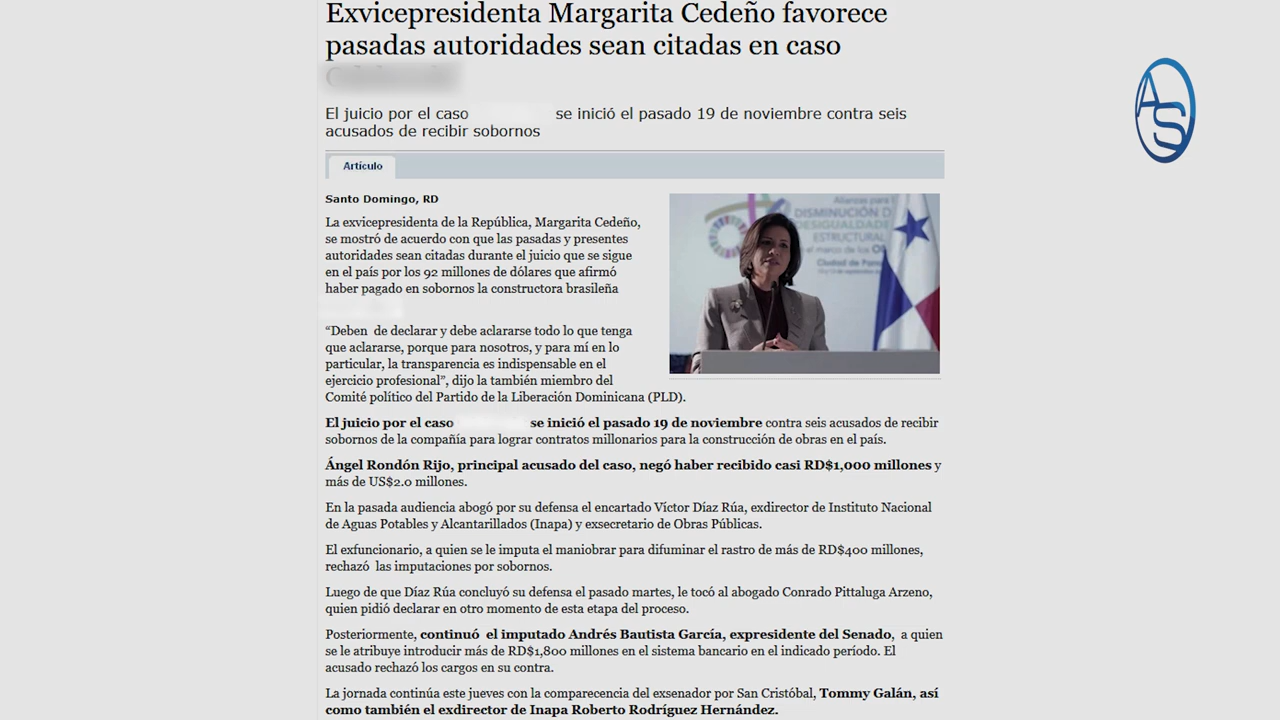 Exvicepresidenta Margarita Cedeño favorece
pasadas autoridades sean citadas en caso
El juicio por el caso se inició el pasado 19 de noviembre contra seis
acusados de recibir sobornos
Artículo
Santo Domingo, RD
La exvicepresidenta de la República, Margarita Cedeño,
se mostró de acuerdo con que las pasadas y presentes
autoridades sean citadas durante el juicio que se sigue
en el país por los 92 millones de dólares que afirmó
haber pagado en sobornos la constructora brasileña
“Deben de declarar y debe aclararse todo lo que tenga
que aclararse, porque para nosotros, y para mí en lo
particular, la transparencia es indispensable en el
ejercicio profesional”, dijo la también miembro del
Comité político del Partido de la Liberación Dominicana (PLD).
El juicio por el caso se inició el pasado 19 de noviembre contra seis acusados de recibir
sobornos de la compañía para lograr contratos millonarios para la construcción de obras en el país.
Ángel Rondón Rijo, principal acusado del caso, negó haber recibido casi RD$1,000 millones y
más de US$2.0 millones.
En la pasada audiencia abogó por su defensa el encartado Víctor Díaz Rúa, exdirector de Instituto Nacional
de Aguas Potables y Alcantarillados (Inapa) y exsecretario de Obras Públicas.
El exfuncionario, a quien se le imputa el maniobrar para difuminar el rastro de más de RD$400 millones,
rechazó las imputaciones por sobornos.
Luego de que Díaz Rúa concluyó su defensa el pasado martes, le tocó al abogado Conrado Pittaluga Arzeno,
quien pidió declarar en otro momento de esta etapa del proceso.
Posteriormente, continuó el imputado Andrés Bautista García, expresidente del Senado, a quien
se le atribuye introducir más de RD$1,800 millones en el sistema bancario en el indicado período. El
acusado rechazó los cargos en su contra.
La jornada continúa este jueves con la comparecencia del exsenador por San Cristóbal, Tommy Galán, así
como también el exdirector de Inapa Roberto Rodríguez Hernández.
Alianzas para
DISMINUCIÓN D
DESIGUALDADE
ESTRUCTURAL
en el marco de los
Ciudad de
AS